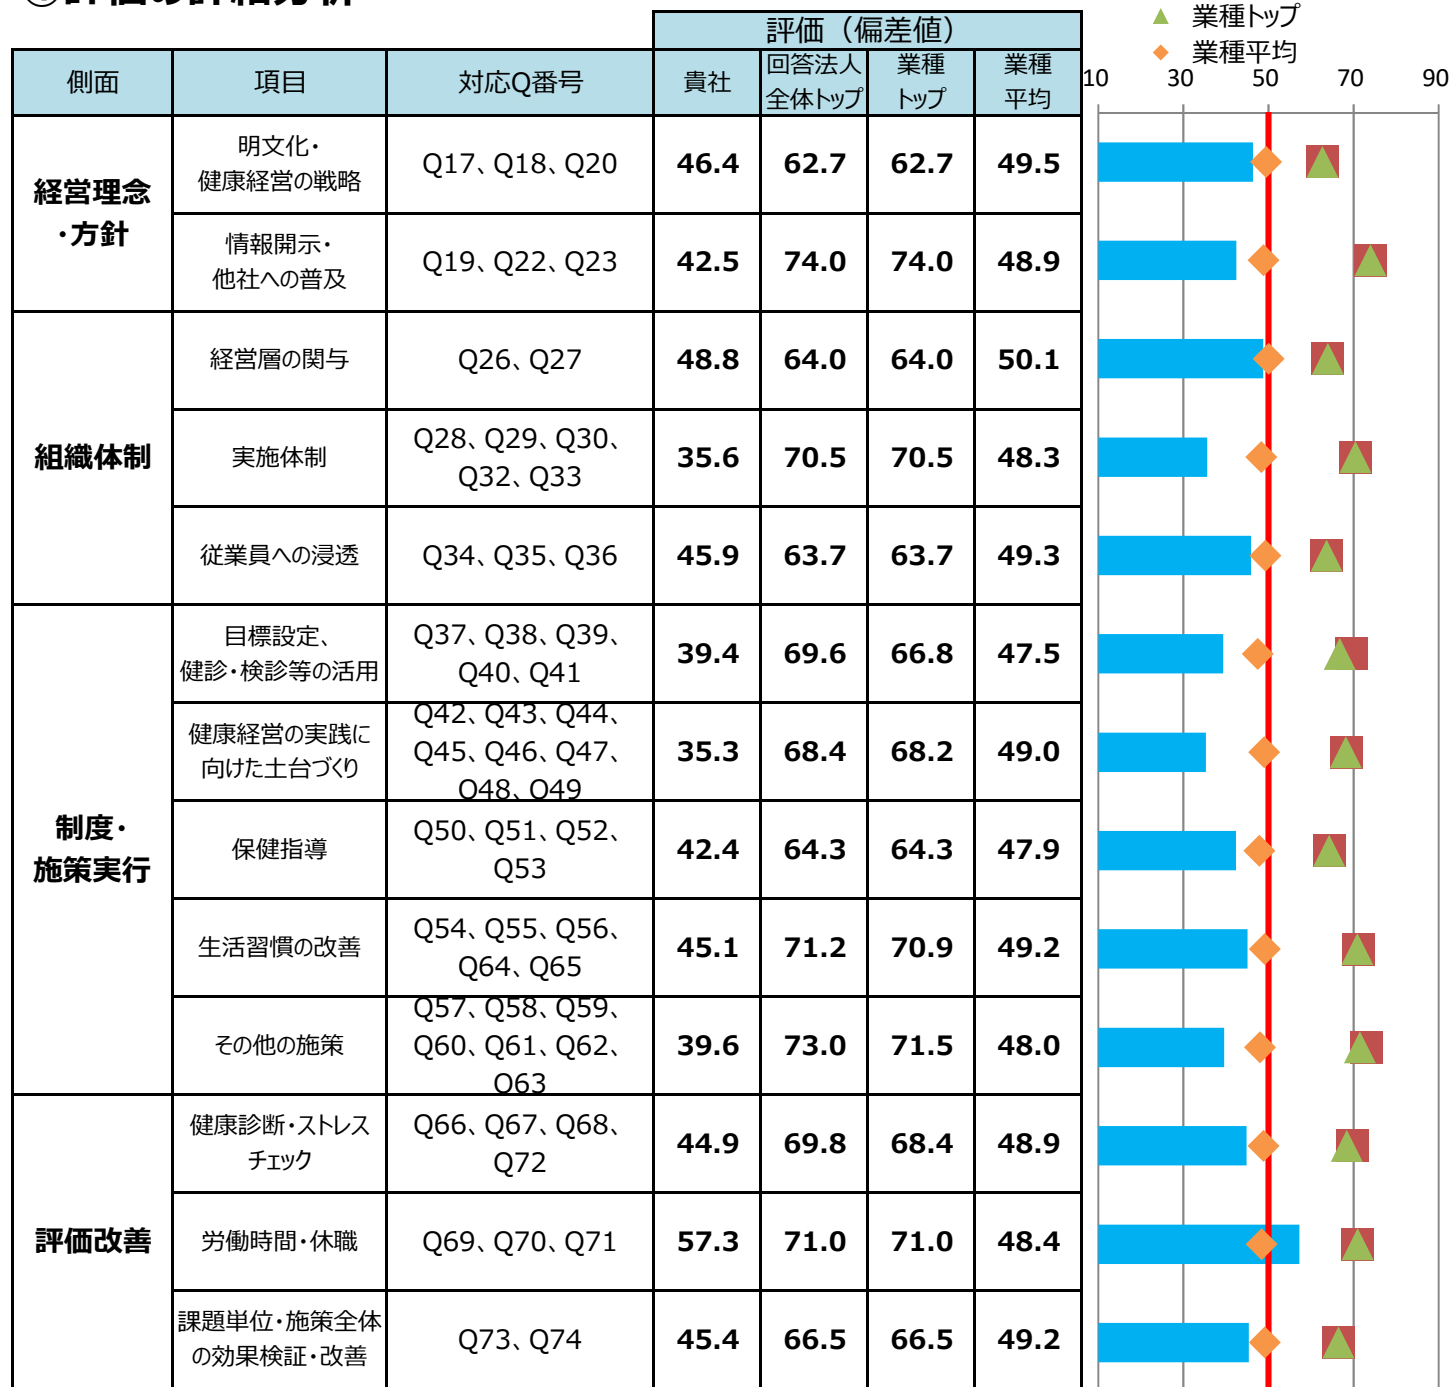 評価（偏差値）
▲ 業種トップ
◆ 業種平均
側面 項目 対応Q番号 貴社 回答法人 業種 業種
全体トップ トップ 平均
10 30 50 70 90
経営理念
・方針
明文化・
健康経営の戦略
Q17、Q18、Q20 46.4 62.7 62.7 49.5
情報開示・
他社への普及
Q19、Q22、Q23 42.5 74.0 74.0 48.9
組織体制
経営層の関与 Q26、Q27 48.8 64.0 64.0 50.1
実施体制
Q28、Q29、Q30、
Q32、Q33
35.6 70.5 70.5 48.3
従業員への浸透 Q34、Q35、Q36 45.9 63.7 63.7 49.3
制度・
施策実行
目標設定、
健診・検診等の活用
Q37、Q38、Q39、
Q40、Q41
39.4 69.6 66.8 47.5
健康経営の実践に
向けた土台づくり
Q42、Q43、Q44、
Q45、Q46、Q47、
Q48、Q49
35.3 68.4 68.2 49.0
保健指導
Q50、Q51、Q52、
Q53
42.4 64.3 64.3 47.9
生活習慣の改善
Q54、Q55、Q56、
Q64、Q65
45.1 71.2 70.9 49.2
その他の施策
Q57、Q58、Q59、
Q60、Q61、Q62、
Q63
39.6 73.0 71.5 48.0
評価改善
健康診断・ストレス
チェック
Q66、Q67、Q68、
Q72
44.9 69.8 68.4 48.9
労働時間・休職 Q69、Q70、Q71 57.3 71.0 71.0 48.4
課題単位・施策全体
の効果検証・改善
Q73、Q74 45.4 66.5 66.5 49.2